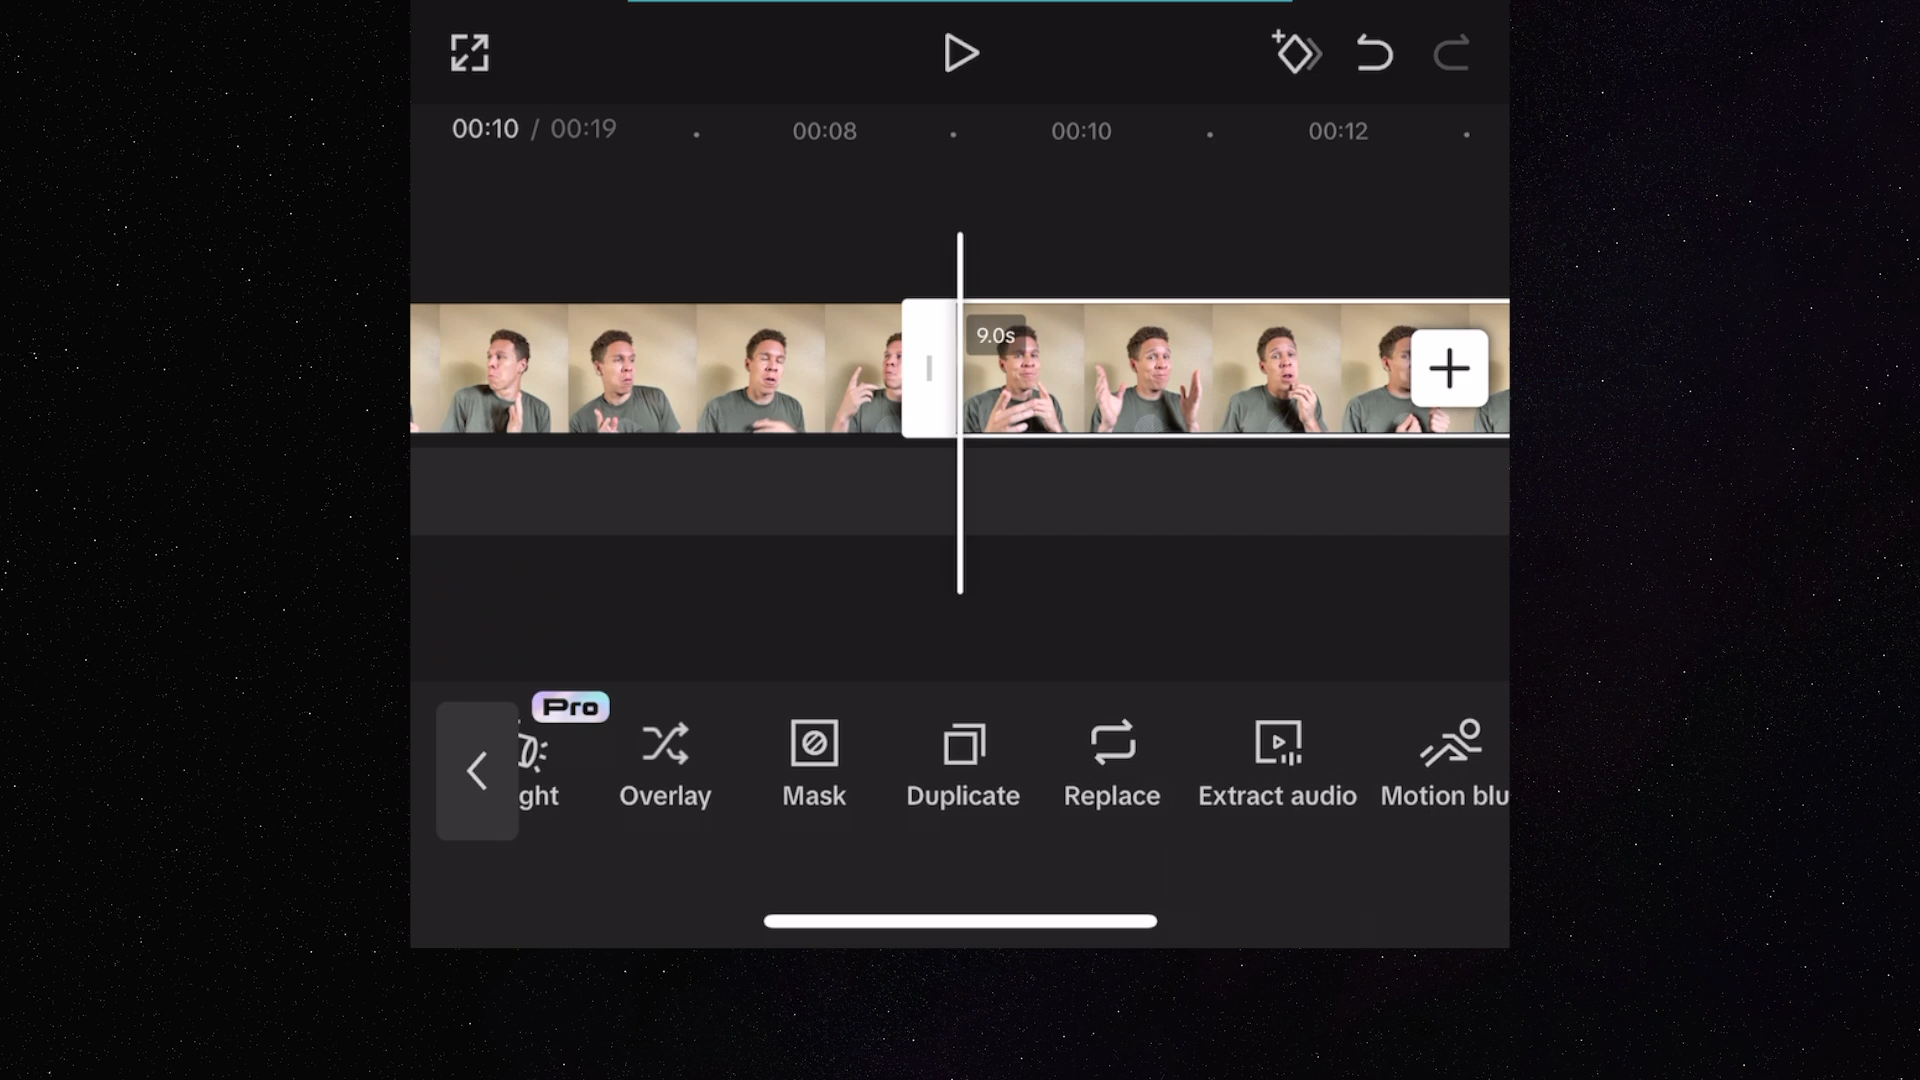 00:10 / 00:19
00:08
00:10
00:12
9.0s
Pro
ght
Overlay
Mask
Duplicate
Replace
Extract audio
Motion blu